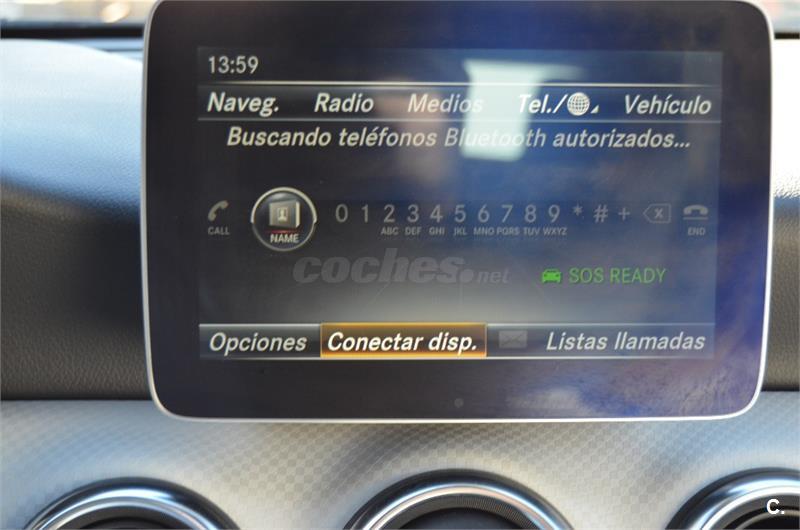 13:59
Naveg. Radio Medios Tel./ Vehículo
Buscando teléfonos Bluetooth autorizados...
0 1 2 3 4 5 6 7 8 9 * # +
CALL NAME ABC DEF GHI JKL MNO PQRS TUV WXYZ END
coches.net
SOS READY
Opciones Conectar disp. Listas llamadas
C.